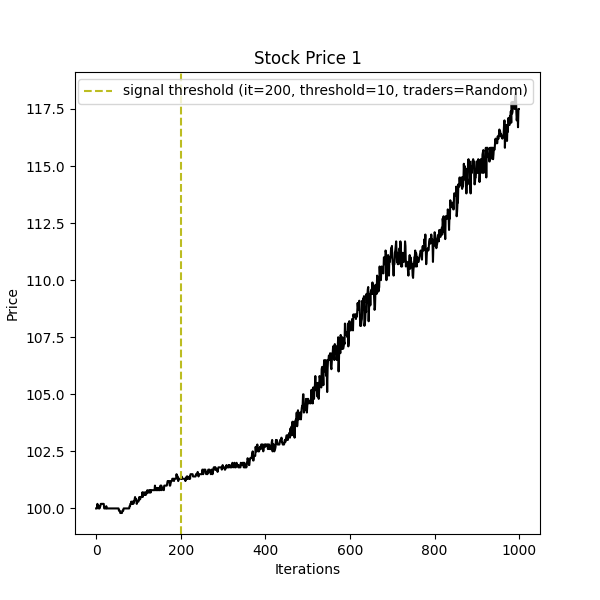 Stock Price 1
signal threshold (it=200, threshold=10, traders=Random)
117.5
115.0
112.5
110.0
107.5
105.0
102.5
100.0
Price
0 200 400 600 800 1000
Iterations